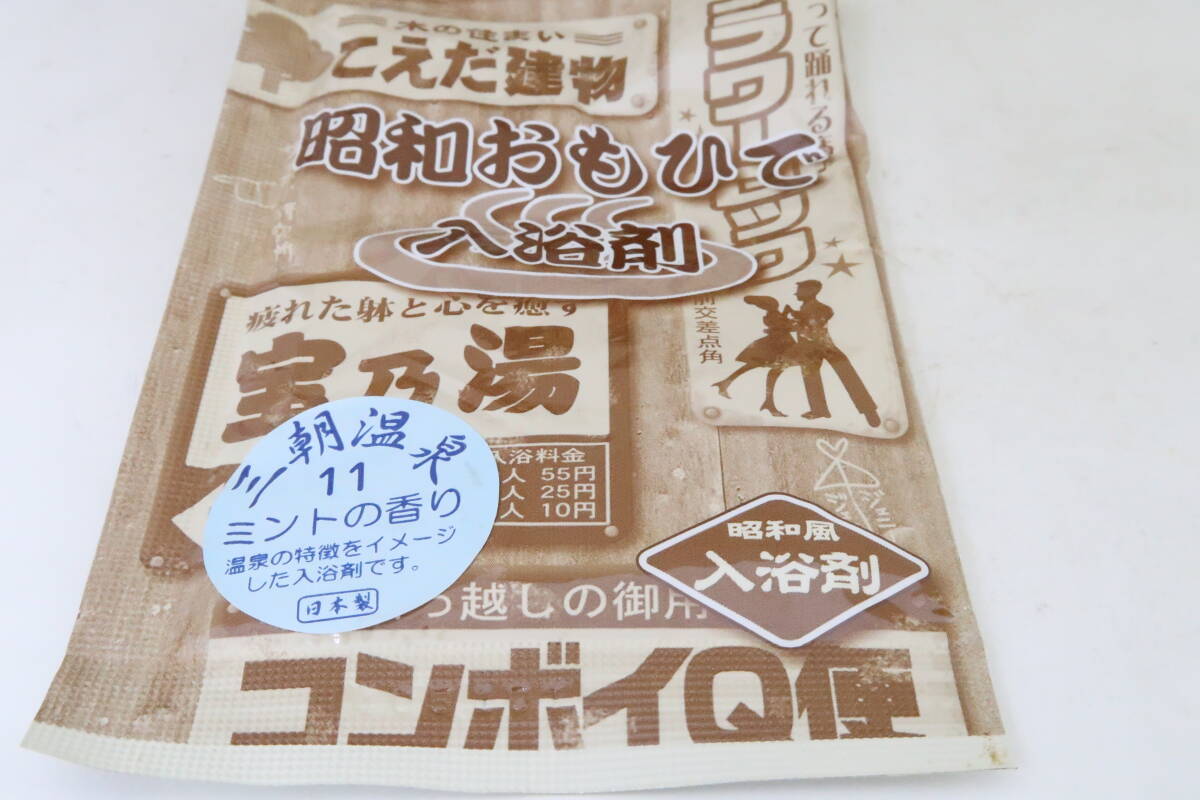 木の住まい
こえだ建物
って踊れる
昭和おもひで
入浴剤
疲れた躰と心を癒す
宝乃湯
前交差点角
入浴料金
人 55円
人 25円
人 10円
三朝温泉
11
ミントの香り
温泉の特徴をイメージ
した入浴剤です。
日本製
昭和風
入浴剤
っ越しの御用
コンボイQ便